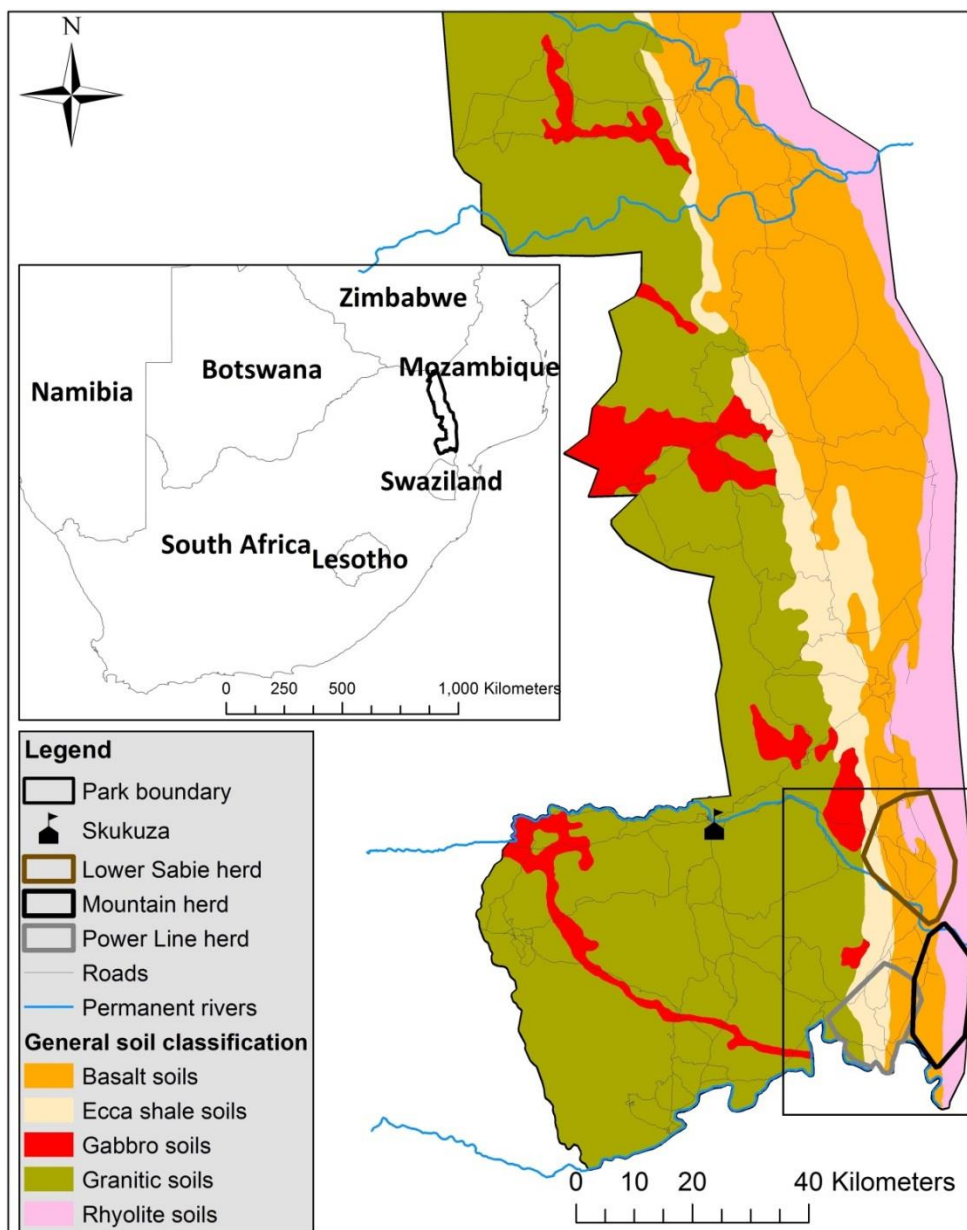 N
Zimbabwe
Mozambique
Botswana
Namibia
Swaziland
South Africa
Lesotho
0 250 500 1,000 Kilometers
Legend
Park boundary
Skukuza
Lower Sabie herd
Mountain herd
Power Line herd
Roads
Permanent rivers
General soil classification
Basalt soils
Ecca shale soils
Gabbro soils
Granitic soils
Rhyolite soils
0 10 20 40 Kilometers